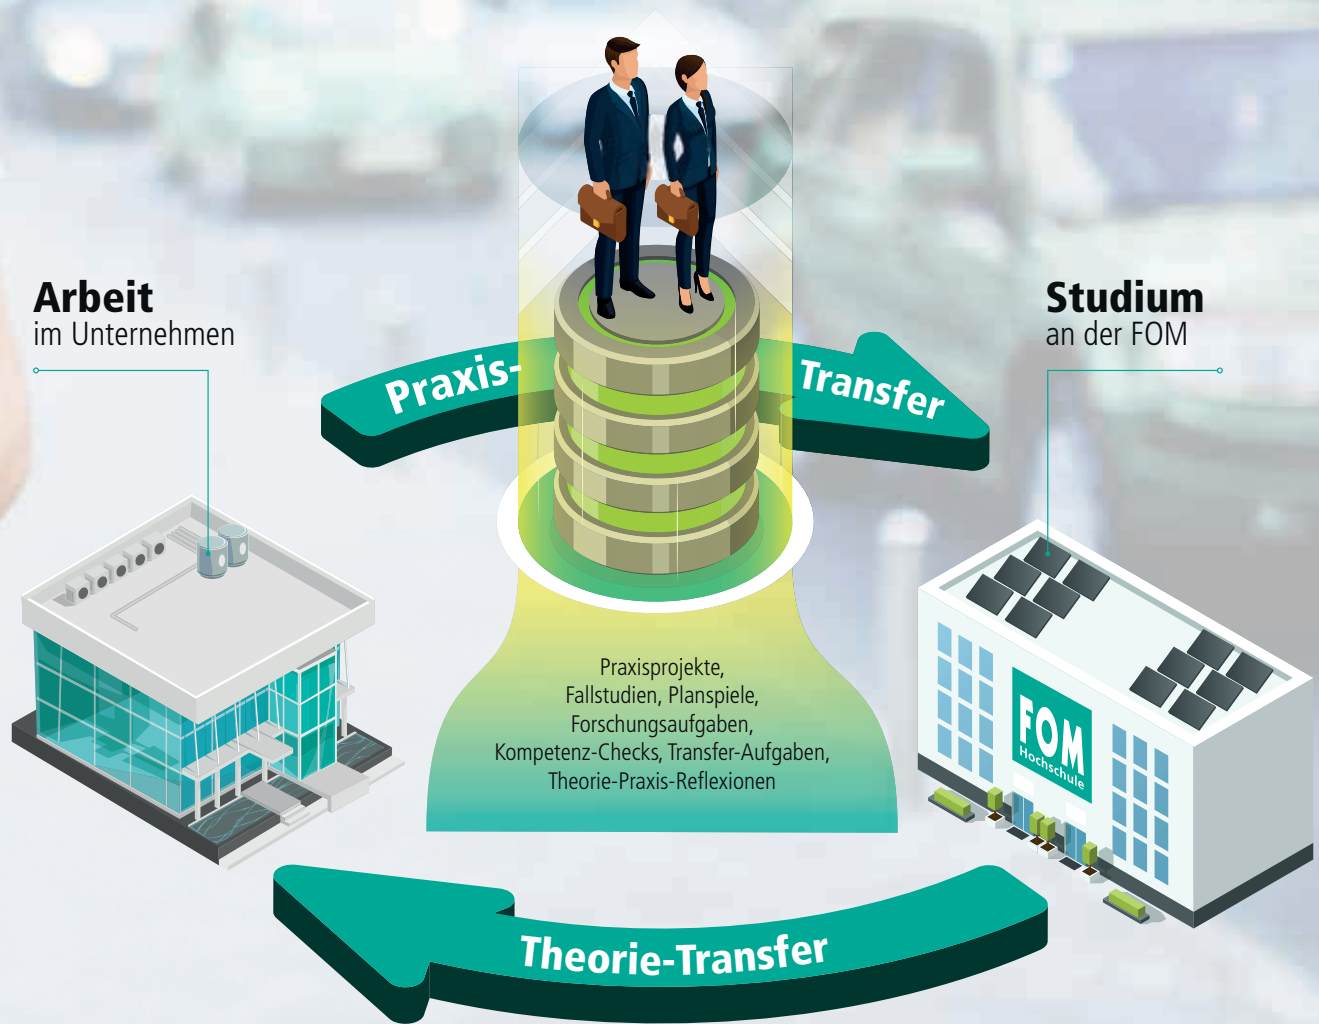 Arbeit
im Unternehmen
Studium
an der FOM
Praxis-
Transfer
Praxisprojekte,
Fallstudien, Planspiele,
Forschungsaufgaben,
Kompetenz-Checks, Transfer-Aufgaben,
Theorie-Praxis-Reflexionen
FOM
Hochschule
Theorie-Transfer